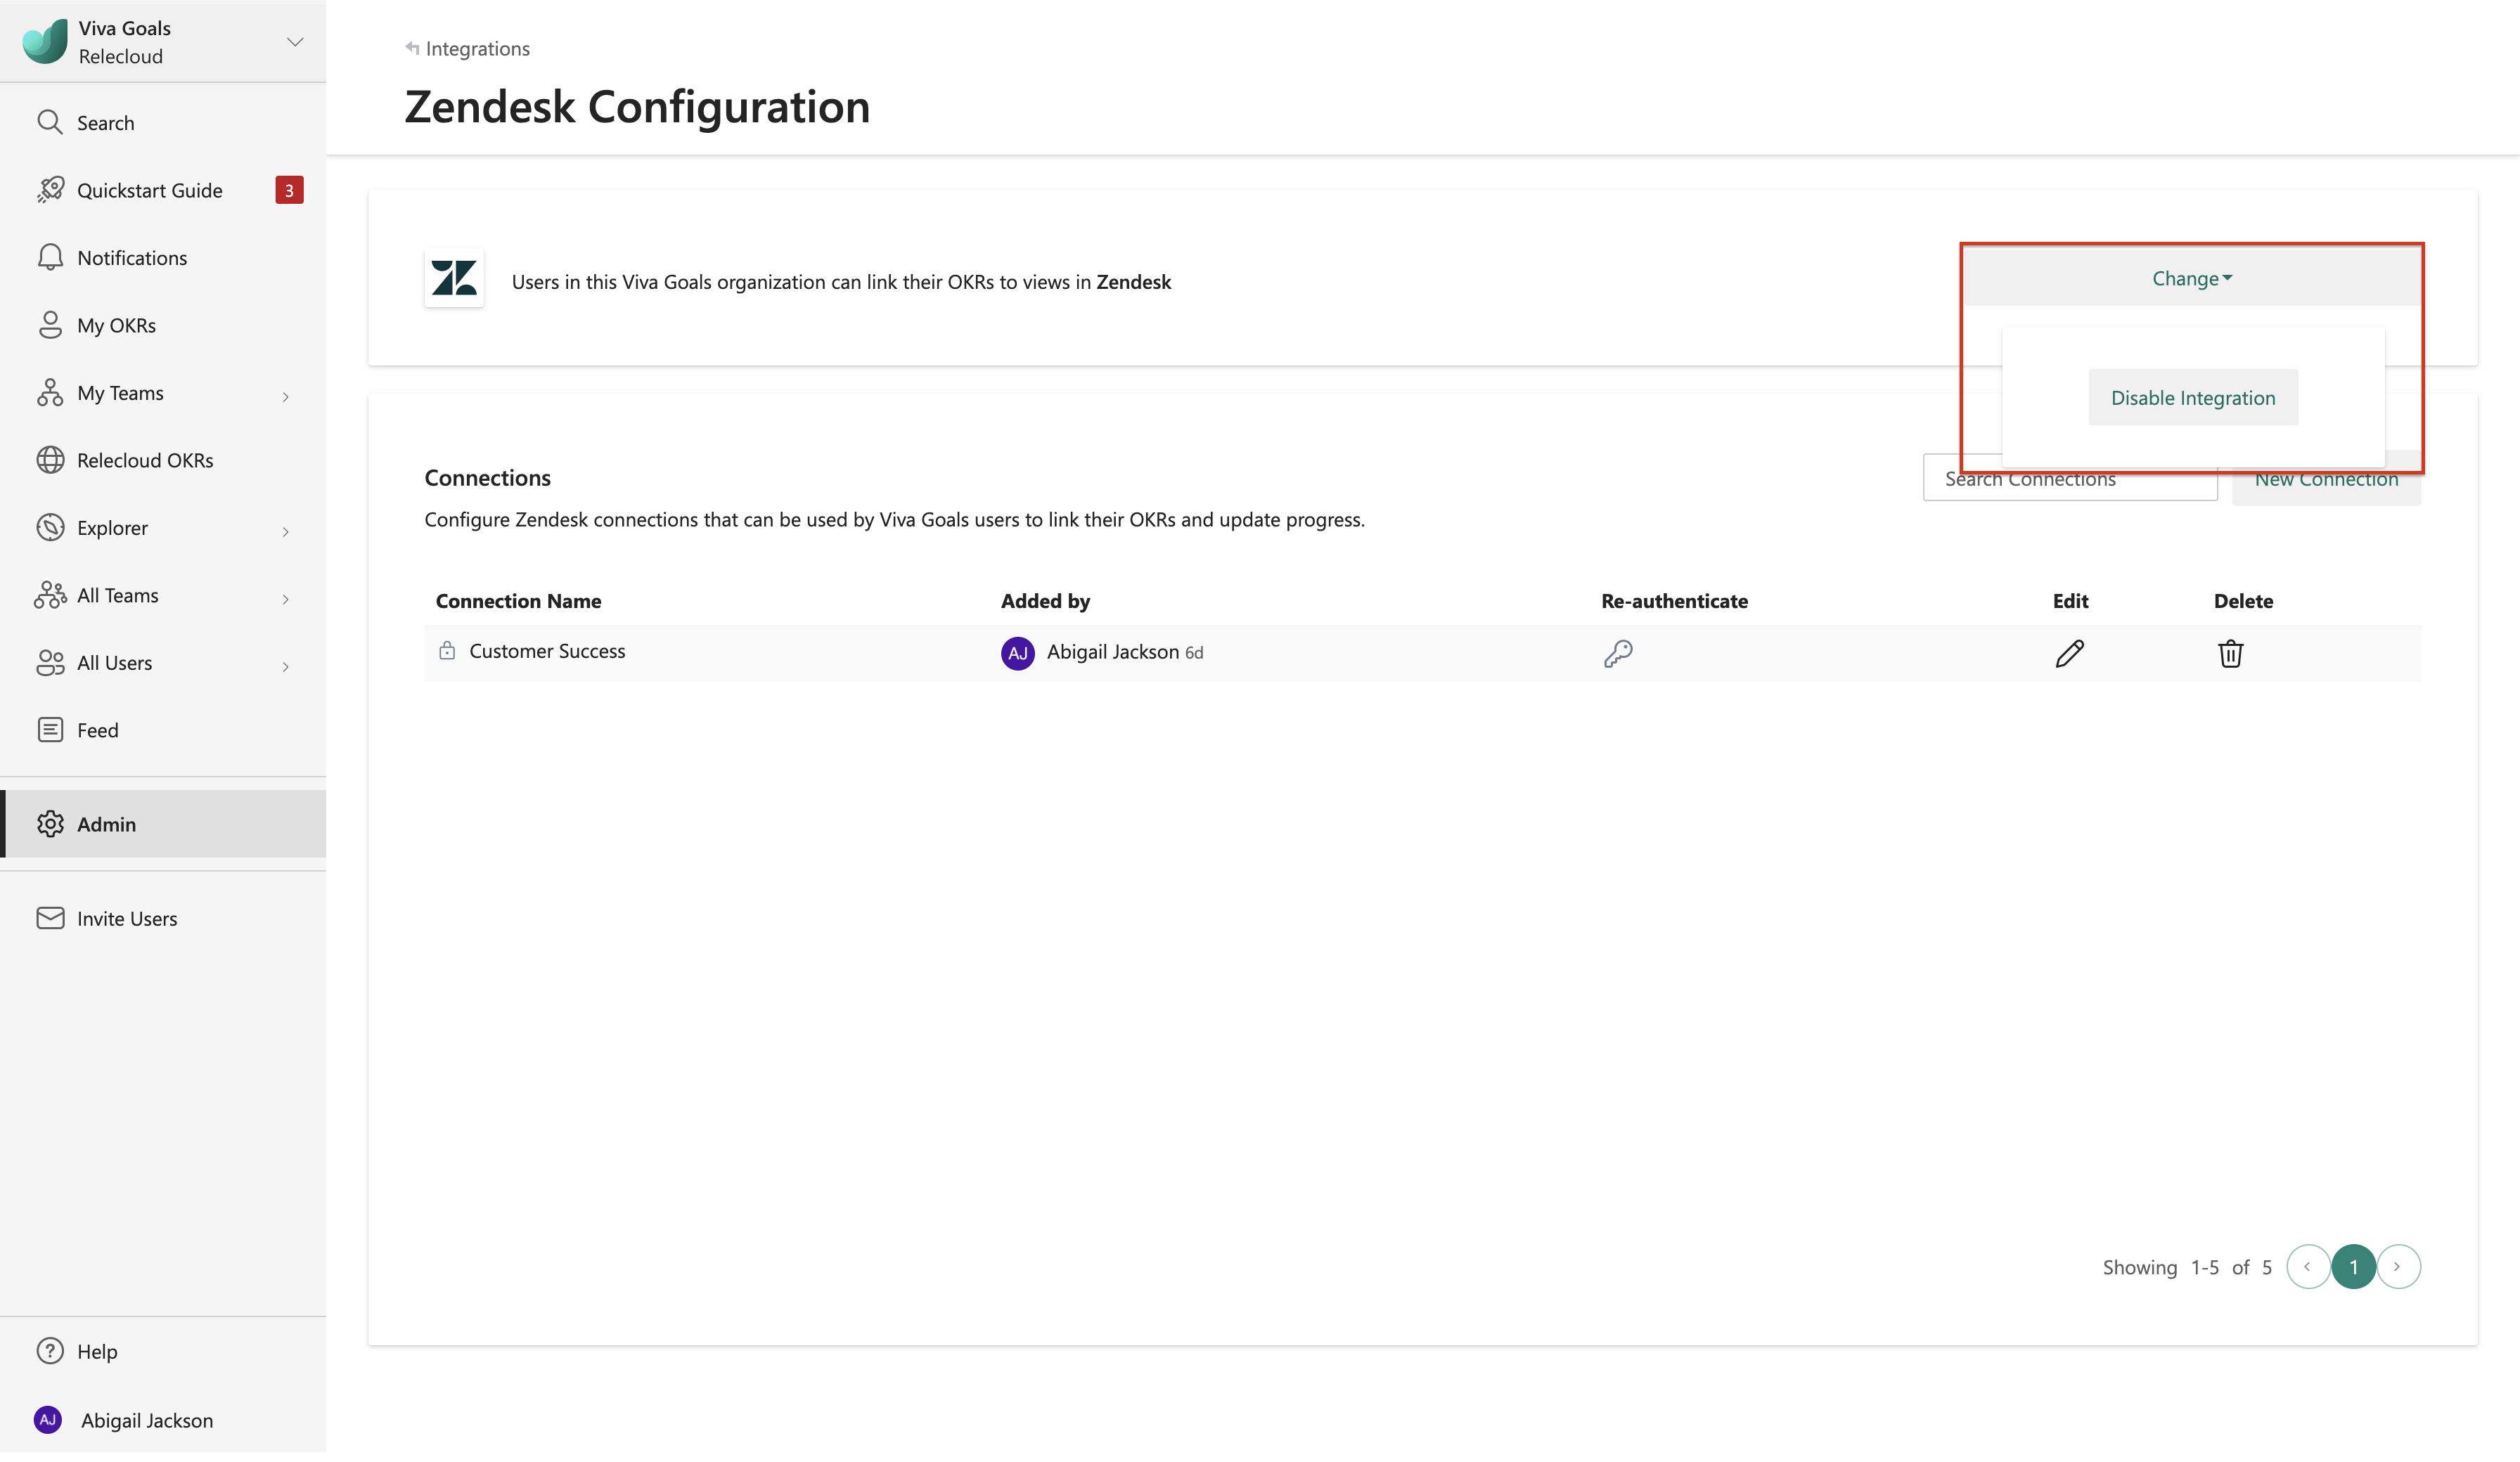 Viva Goals
Relecloud
Search
Quickstart Guide 3
Notifications
My OKRs
My Teams
Relecloud OKRs
Explorer
All Teams
All Users
Feed
Admin
Invite Users
Help
AJ Abigail Jackson
Integrations
Zendesk Configuration
Users in this Viva Goals organization can link their OKRs to views in Zendesk
Change
Disable Integration
Connections
Search Connections
New Connection
Configure Zendesk connections that can be used by Viva Goals users to link their OKRs and update progress.
Connection Name Added by Re-authenticate Edit Delete
Customer Success AJ Abigail Jackson 6d
Showing 1-5 of 5 1